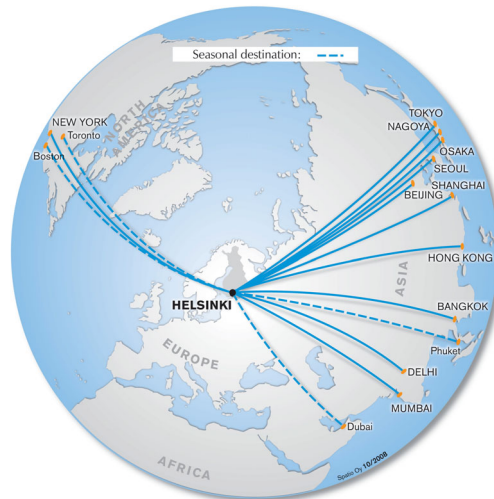 Seasonal destination:
NORTH
AMERICA
NEW YORK
Toronto
Boston
TOKYO
NAGOYA
OSAKA
SEOUL
BEIJING
SHANGHAI
HONG KONG
ASIA
HELSINKI
BANGKOK
Phuket
EUROPE
DELHI
MUMBAI
Dubai
AFRICA
Spatio Oy 10/2008